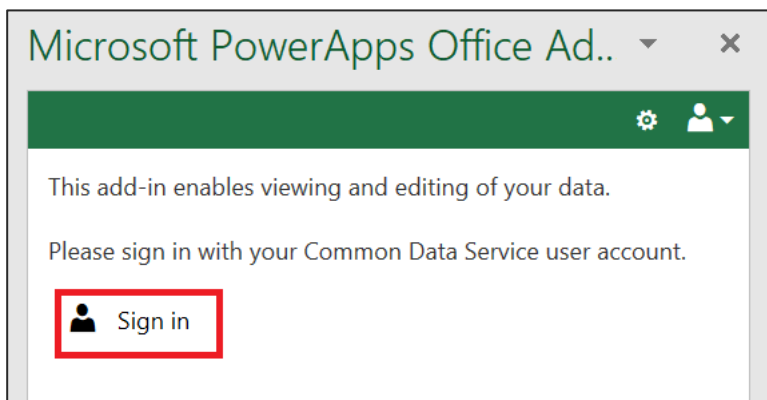 Microsoft PowerApps Office Ad..
This add-in enables viewing and editing of your data.
Please sign in with your Common Data Service user account.
Sign in